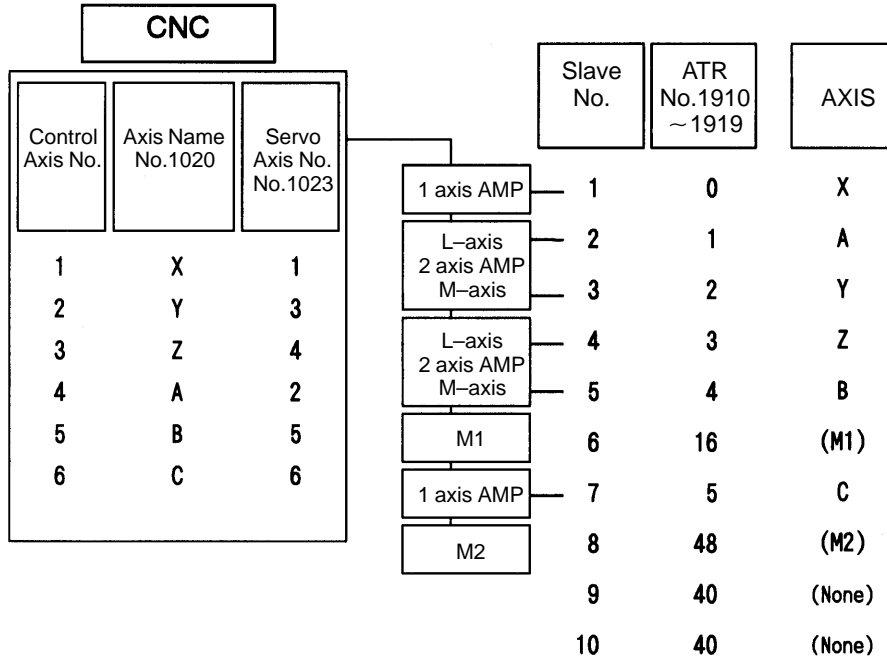 CNC
Control
Axis No.
Axis Name
No.1020
Servo
Axis No.
No.1023
1 X 1
2 Y 3
3 Z 4
4 A 2
5 B 5
6 C 6
1 axis AMP
L–axis
2 axis AMP
M–axis
L–axis
2 axis AMP
M–axis
M1
1 axis AMP
M2
Slave
No.
ATR
No.1910
～1919
AXIS
1 0 X
2 1 A
3 2 Y
4 3 Z
5 4 B
6 16 (M1)
7 5 C
8 48 (M2)
9 40 (None)
10 40 (None)